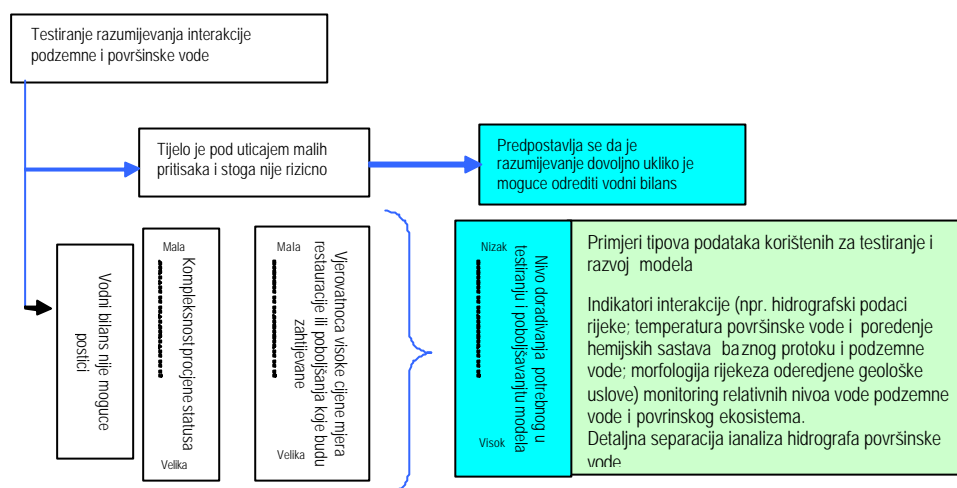 Testiranje razumijevanja interakcije
podzemne i površinske vode
Tijelo je pod uticajem malih
pritisaka i stoga nije rizicno
Predpostavlja se da je
razumijevanje dovoljno ukliko je
moguce odrediti vodni bilans
Vodni bilans nije moguce
postici
Mala
Kompleksnost procjene statusa
Velika
Mala
Vjerovatnoca visoke cijene mjera
restauracije ili poboljšanja koje budu
zahtijevane
Velika
Nizak
Nivo doradivanja potrebnog u
testiranju i poboljšavanjtu modela
Visok
Primjeri tipova podataka korištenih za testiranje i
razvoj modela
Indikatori interakcije (npr. hidrografski podaci
rijeke; temperatura površinske vode i poredenje
hemijskih sastava baznog protoku i podzemne
vode; morfologija rijekeza oderedjene geološke
uslove) monitoring relativnih nivoa vode podzemne
vode i povrinskog ekosistema.
Detaljna separacija ianaliza hidrografa površinske
vode